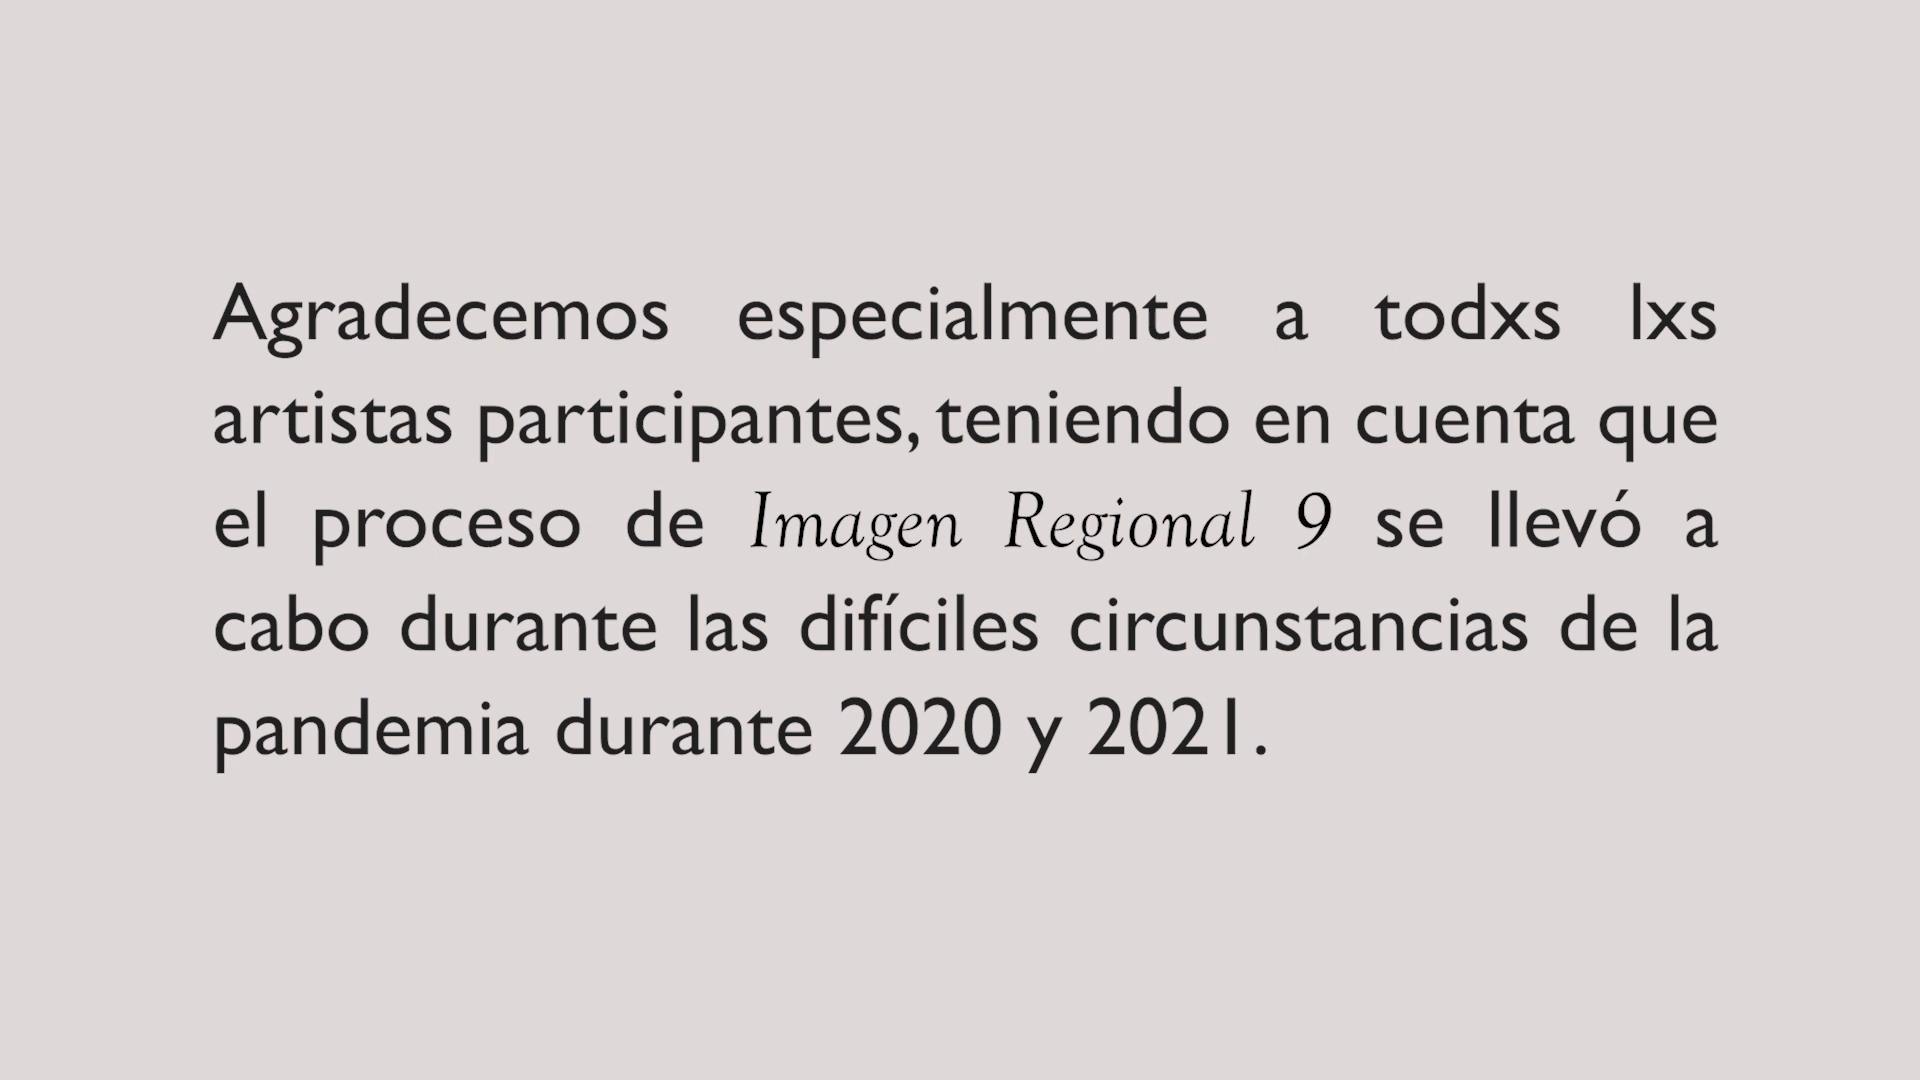 Agradecemos especialmente a todxs lxs
artistas participantes, teniendo en cuenta que
el proceso de Imagen Regional 9 se llevó a
cabo durante las difíciles circunstancias de la
pandemia durante 2020 y 2021.